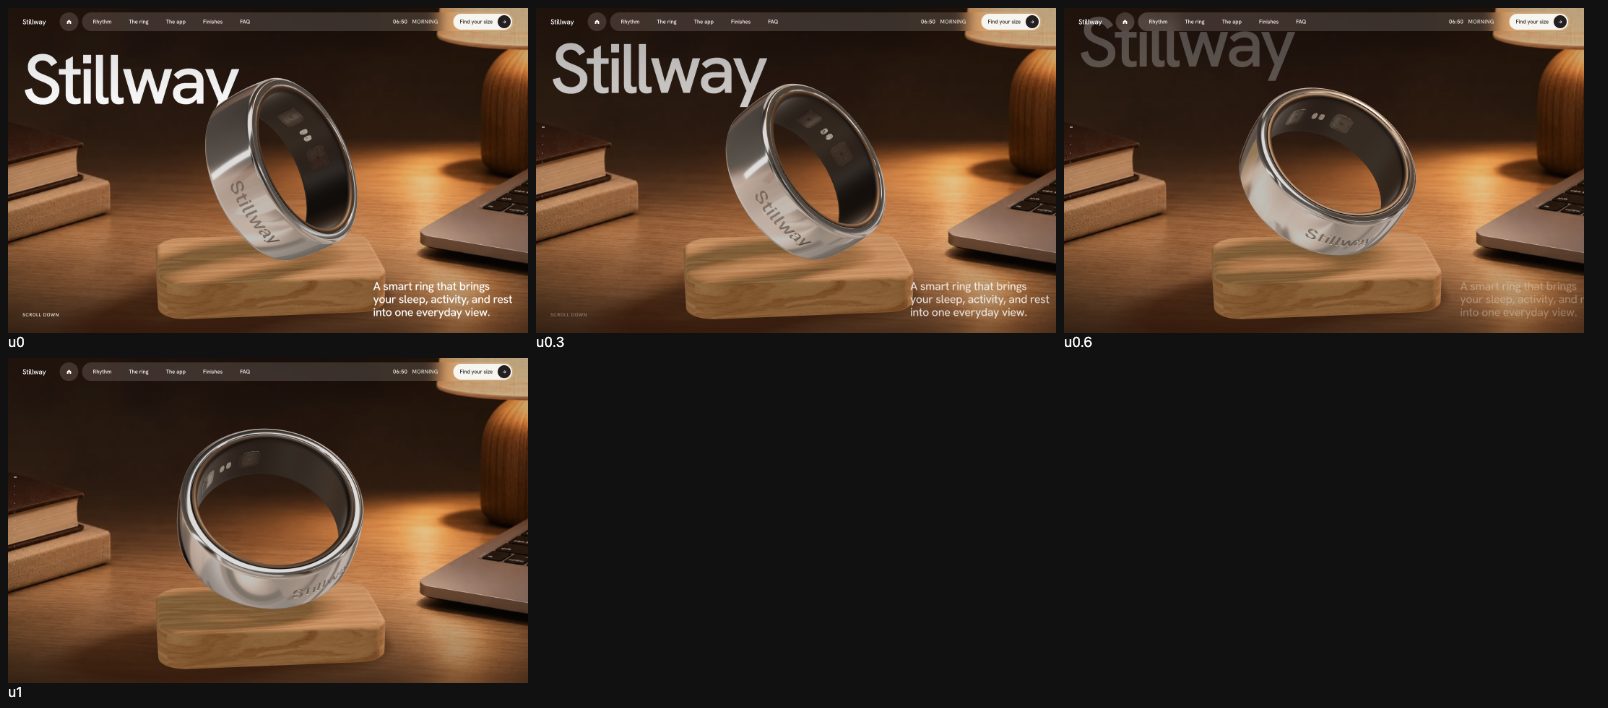 Stillway Rhythm The ring The app Finishes FAQ 06:50 MORNING Find your size
Stillway
Stillway
A smart ring that brings
your sleep, activity, and rest
into one everyday view.
SCROLL DOWN
u0
Stillway Rhythm The ring The app Finishes FAQ 06:50 MORNING Find your size
Stillway
Stillway
A smart ring that brings
your sleep, activity, and rest
into one everyday view.
SCROLL DOWN
u0.3
Stillway Rhythm The ring The app Finishes FAQ 06:50 MORNING Find your size
Stillway
Stillway
A smart ring that brings
your sleep, activity, and r
into one everyday view.
u0.6
Stillway Rhythm The ring The app Finishes FAQ 06:50 MORNING Find your size
u1